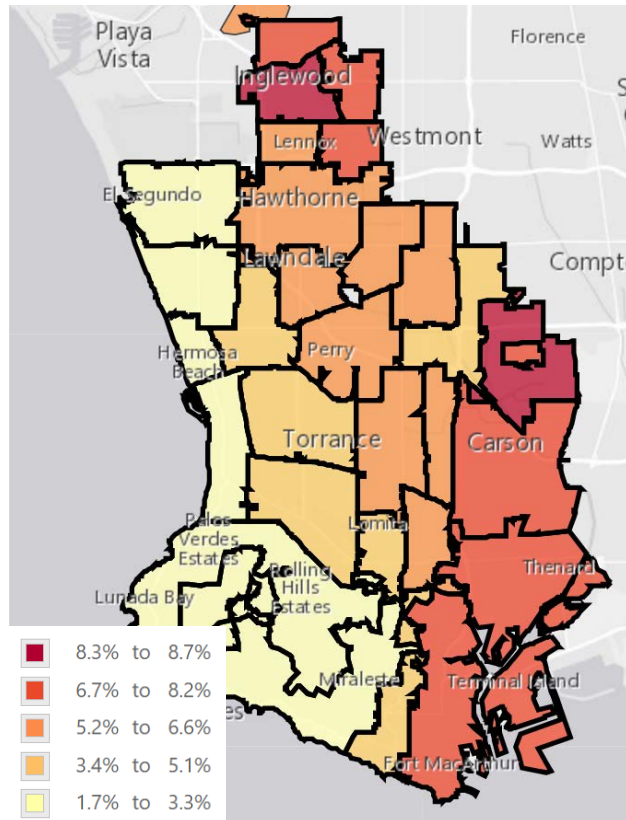 Playa
Vista
Florence
Inglewood
Lennox
Westmont
Watts
El Segundo
Hawthorne
Lawndale
Compt
Hermosa
Beach
Perry
Torrance
Carson
Lomita
Palos
Verdes
Estates
Rolling
Hills
Estates
Thenard
Lunada Bay
Miraleste
Terminal Island
es
Fort MacArthur
8.3% to 8.7%
6.7% to 8.2%
5.2% to 6.6%
3.4% to 5.1%
1.7% to 3.3%